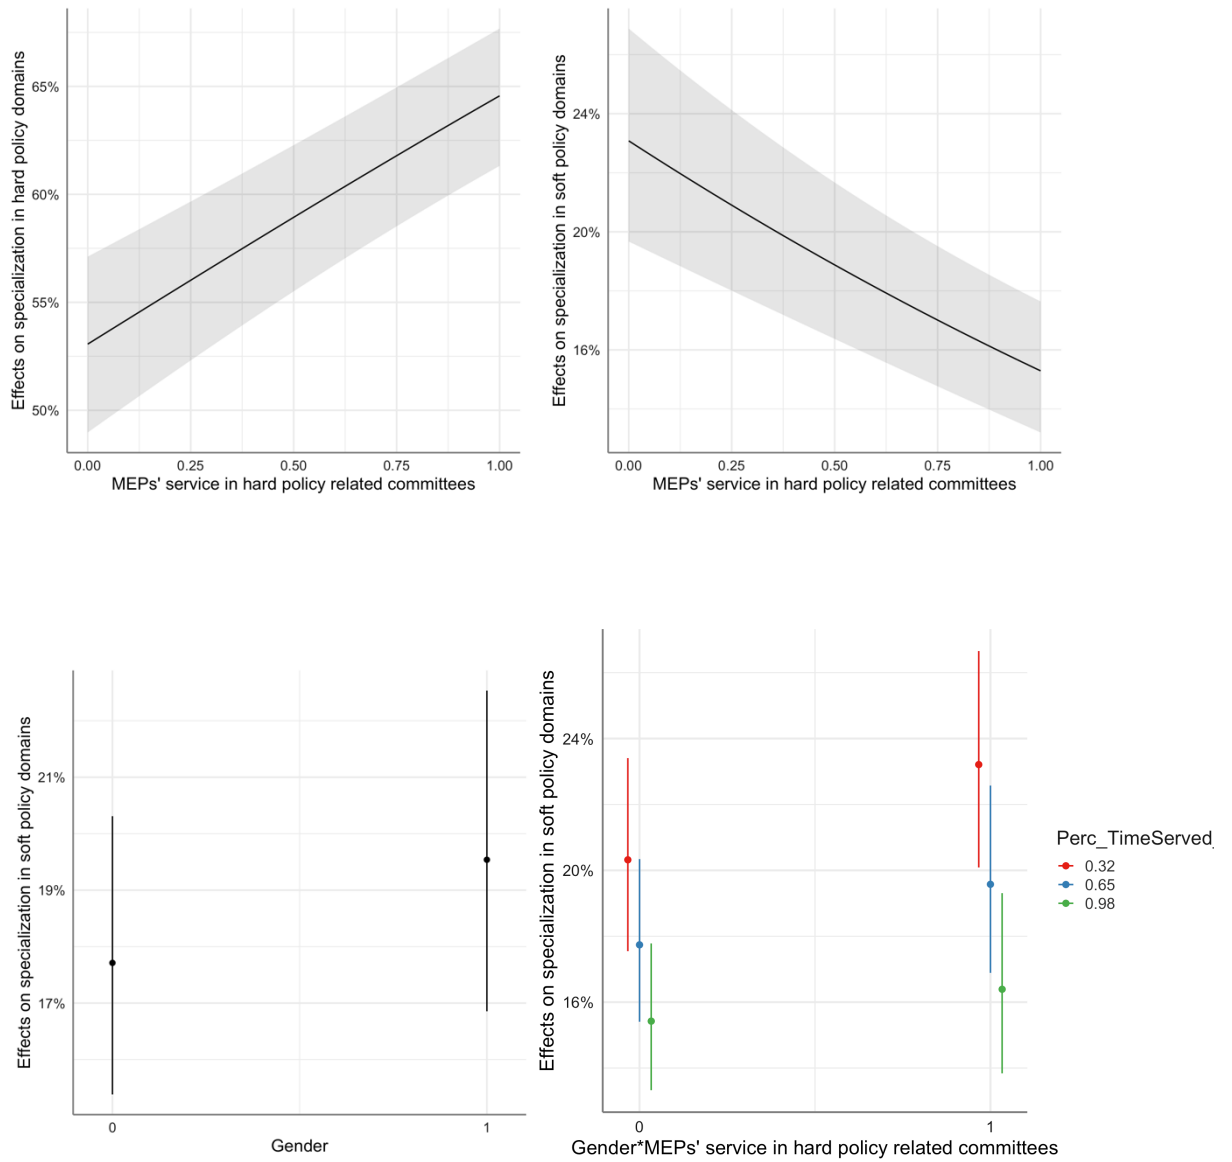 Effects on specialization in hard policy domains
65%
60%
55%
50%
0.00 0.25 0.50 0.75 1.00
MEPs' service in hard policy related committees
Effects on specialization in soft policy domains
24%
20%
16%
0.00 0.25 0.50 0.75 1.00
MEPs' service in hard policy related committees
Effects on specialization in soft policy domains
21%
19%
17%
0 1
Gender
Effects on specialization in soft policy domains
24%
20%
16%
0 1
Gender*MEPs' service in hard policy related committees
Perc_TimeServed_
0.32
0.65
0.98